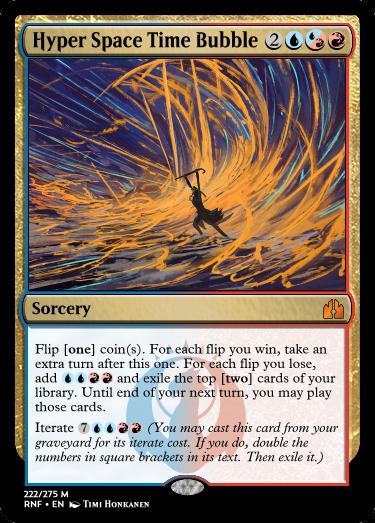 Hyper Space Time Bubble 2
Sorcery
Flip [one] coin(s). For each flip you win, take an
extra turn after this one. For each flip you lose,
add and exile the top [two] cards of your
library. Until end of your next turn, you may play
those cards.
Iterate 7 (You may cast this card from your
graveyard for its iterate cost. If you do, double the
numbers in square brackets in its text. Then exile it.)
222/275 M
RNF • EN Timi Honkanen